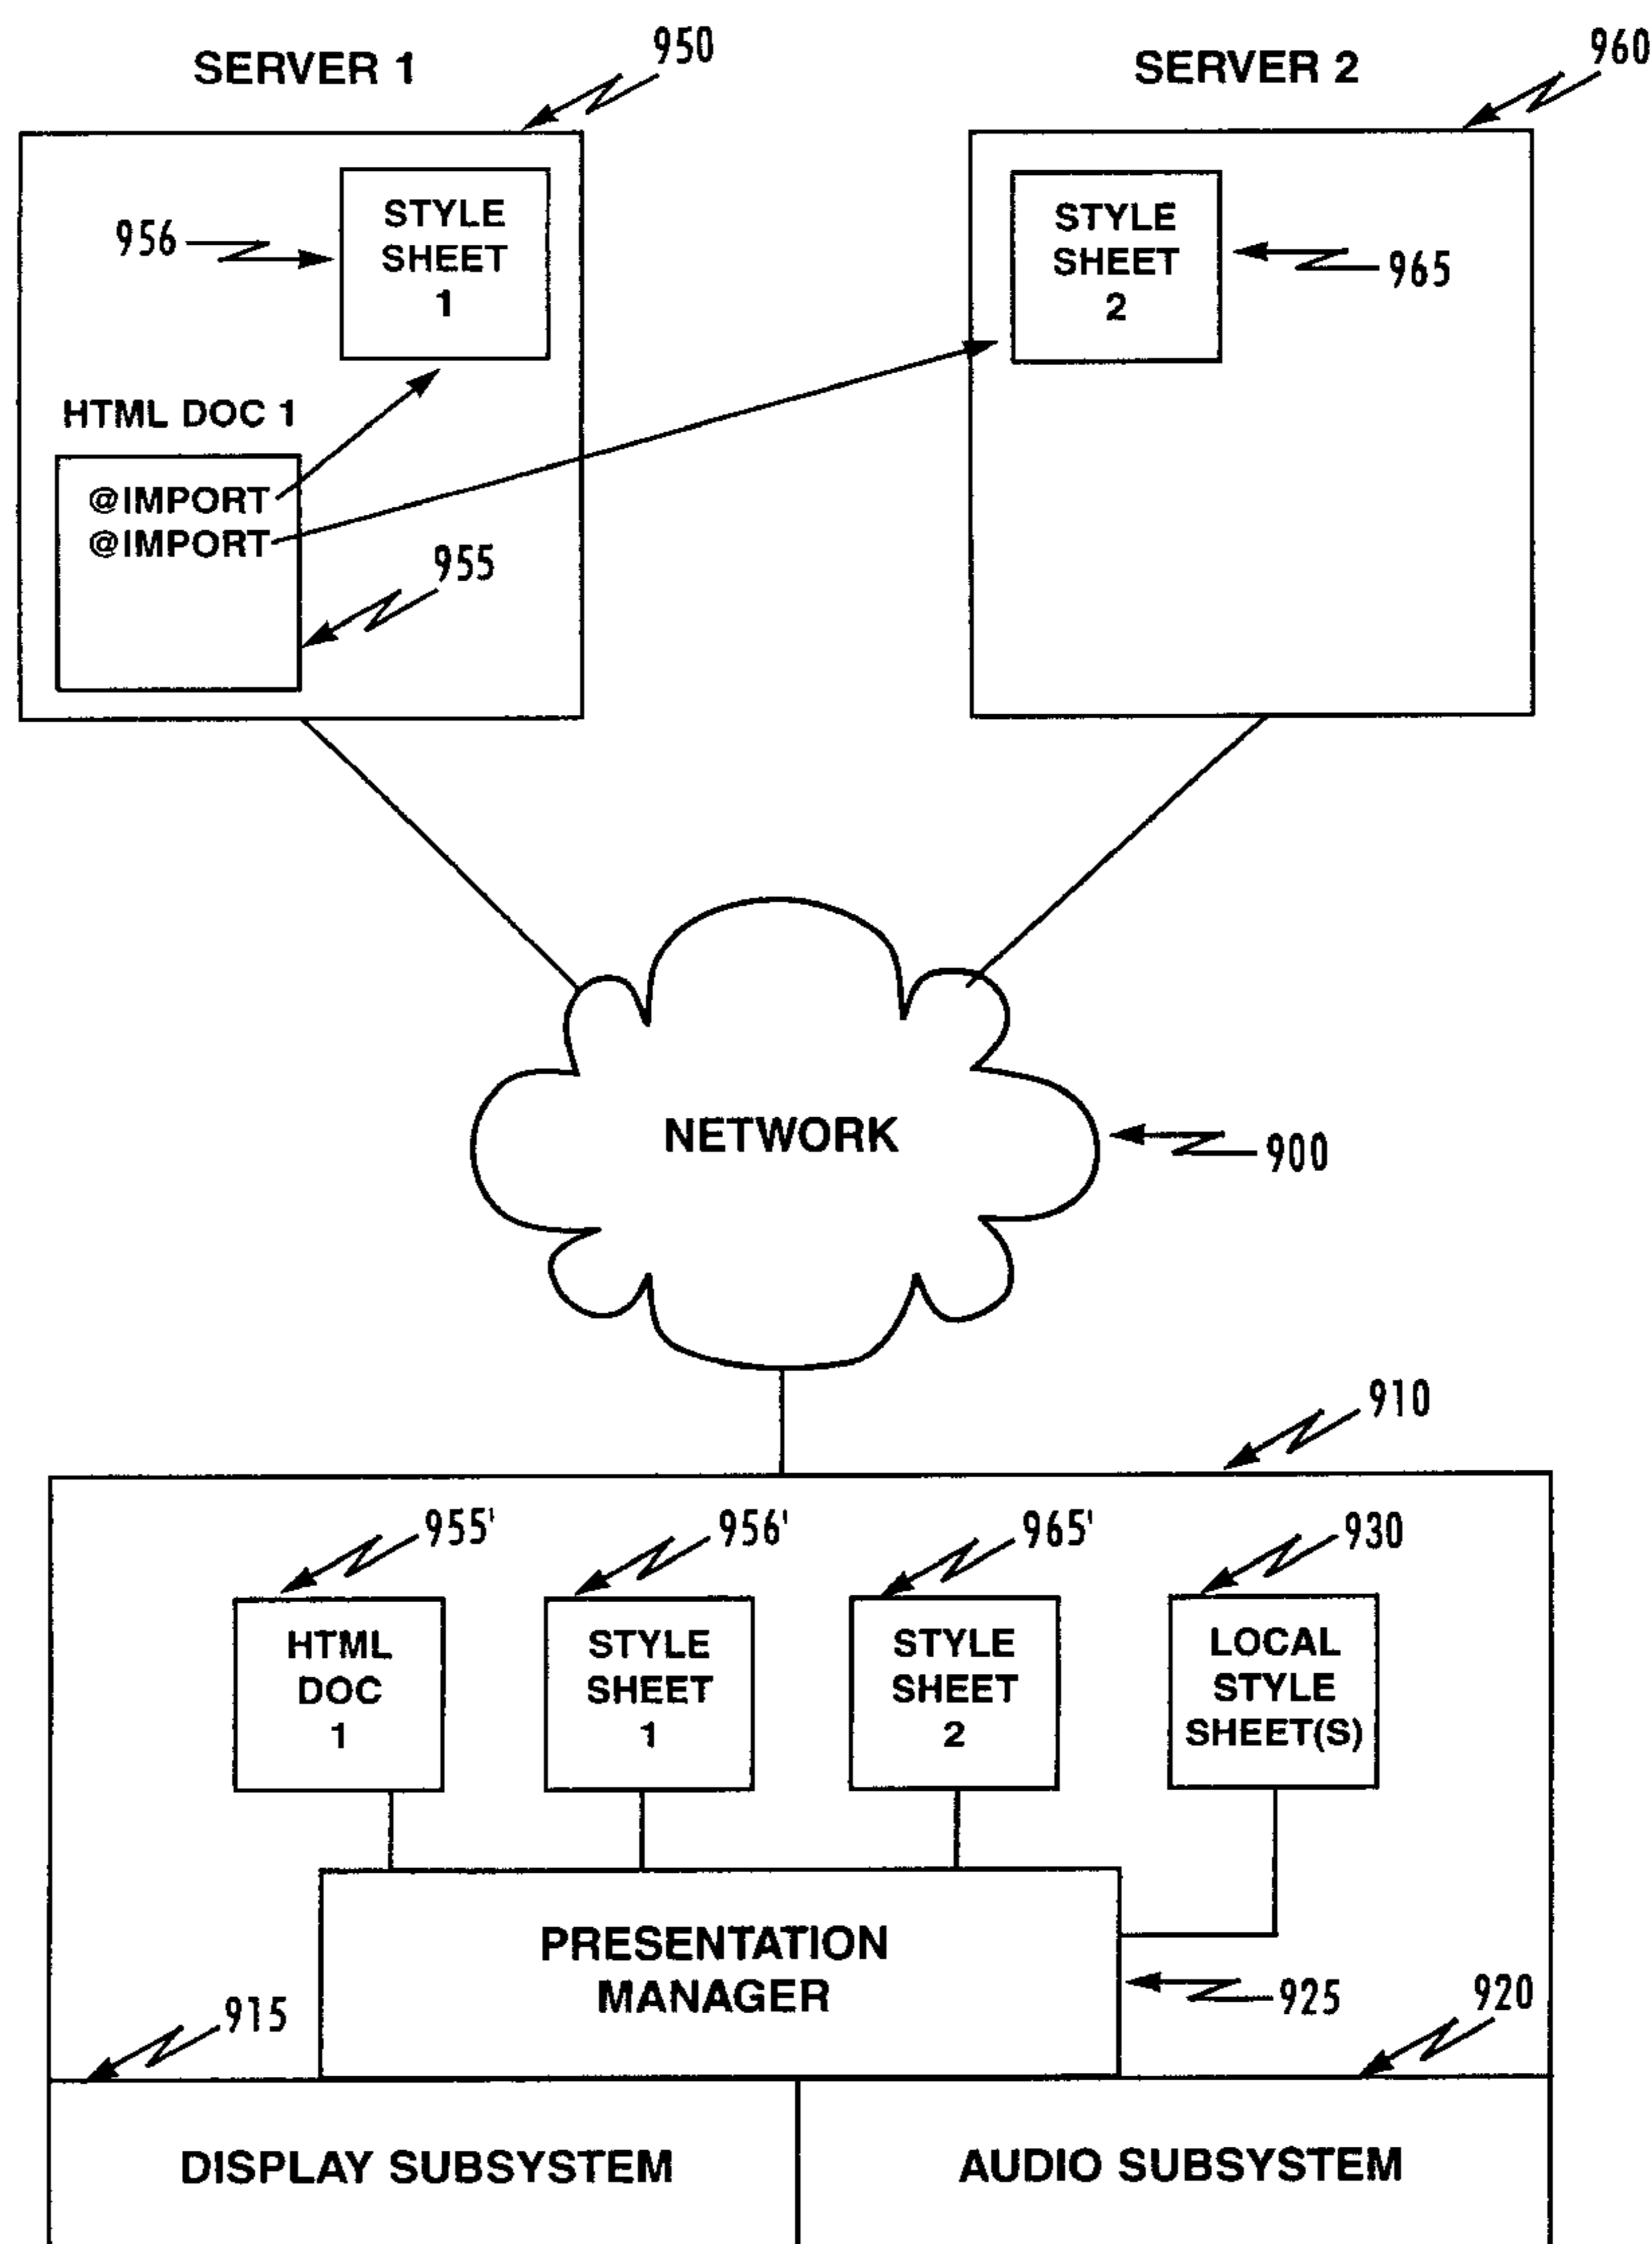 SERVER 1
950
SERVER 2
960
STYLE
SHEET
1
956
STYLE
SHEET
2
965
HTML DOC 1
@IMPORT
@IMPORT
955
NETWORK
900
910
955'
956'
965'
930
HTML
DOC
1
STYLE
SHEET
1
STYLE
SHEET
2
LOCAL
STYLE
SHEET(S)
PRESENTATION
MANAGER
925
915
920
DISPLAY SUBSYSTEM
AUDIO SUBSYSTEM